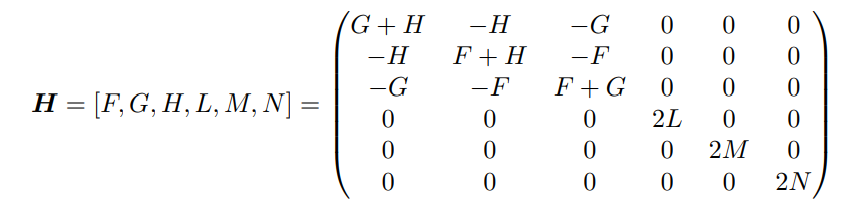 G + H −H −G 0 0 0
−H F + H −F 0 0 0
−G −F F + G 0 0 0
H = [F, G, H, L, M, N] =
0 0 0 2L 0 0
0 0 0 0 2M 0
0 0 0 0 0 2N